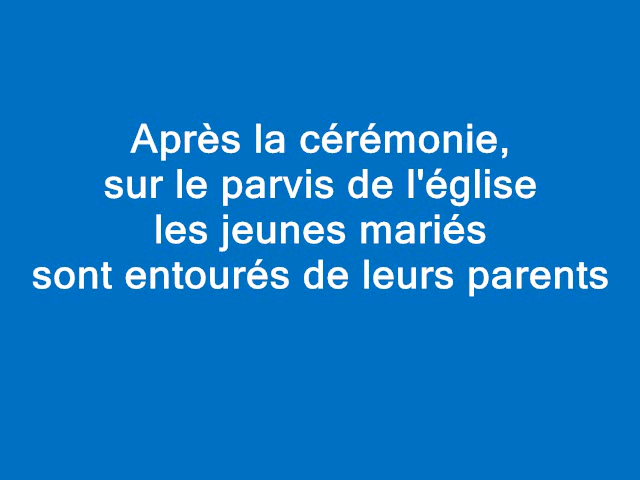 Après la cérémonie,
sur le parvis de l'église
les jeunes mariés
sont entourés de leurs parents